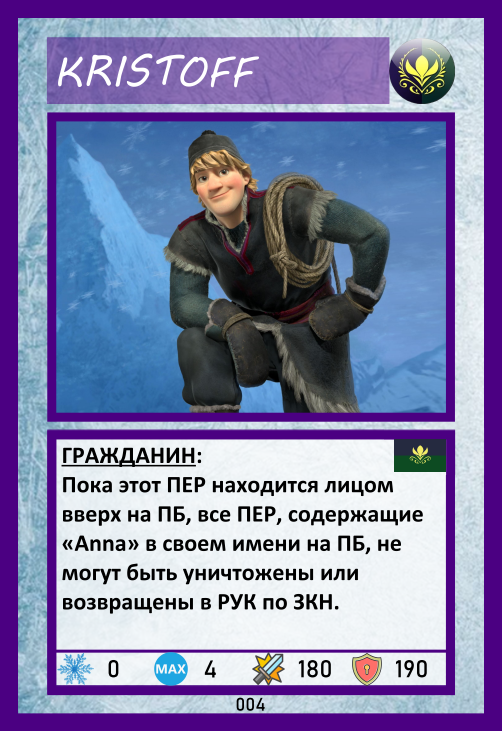 KRISTOFF
ГРАЖДАНИН:
Пока этот ПЕР находится лицом
вверх на ПБ, все ПЕР, содержащие
«Anna» в своем имени на ПБ, не
могут быть уничтожены или
возвращены в РУК по ЗКН.
0 MAX 4 180 190
004